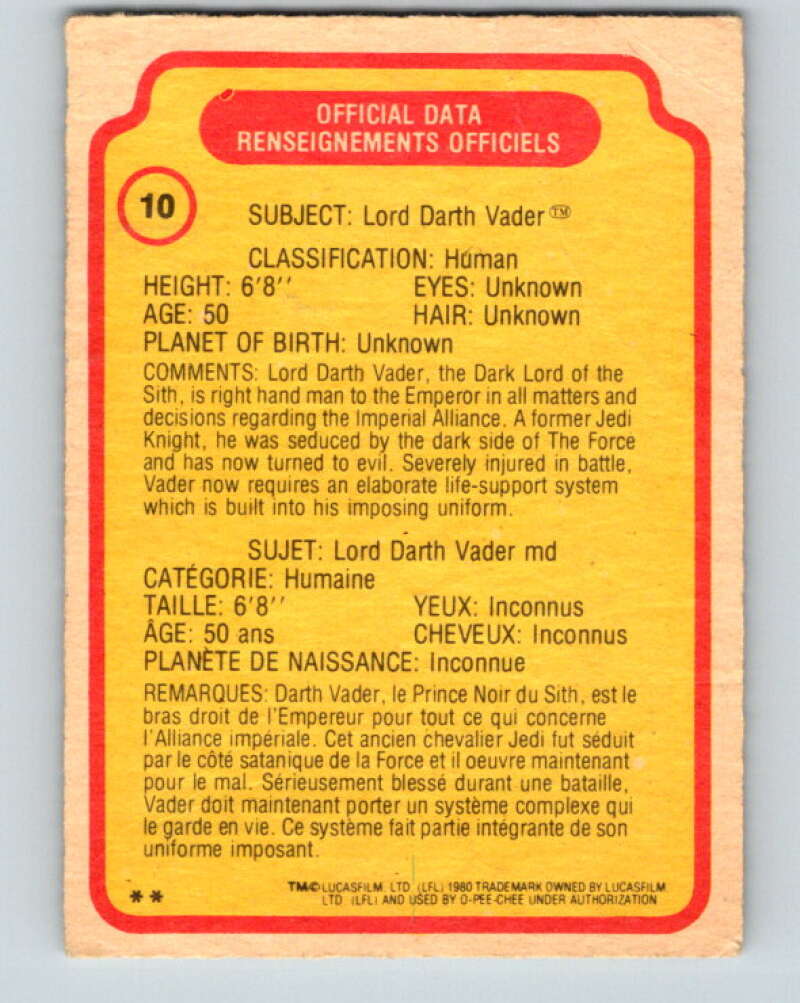 OFFICIAL DATA
RENSEIGNEMENTS OFFICIELS
10
SUBJECT: Lord Darth Vader™
CLASSIFICATION: Human
HEIGHT: 6'8'' EYES: Unknown
AGE: 50 HAIR: Unknown
PLANET OF BIRTH: Unknown
COMMENTS: Lord Darth Vader, the Dark Lord of the
Sith, is right hand man to the Emperor in all matters and
decisions regarding the Imperial Alliance. A former Jedi
Knight, he was seduced by the dark side of The Force
and has now turned to evil. Severely injured in battle,
Vader now requires an elaborate life-support system
which is built into his imposing uniform.
SUJET: Lord Darth Vader md
CATÉGORIE: Humaine
TAILLE: 6'8'' YEUX: Inconnus
ÂGE: 50 ans CHEVEUX: Inconnus
PLANÈTE DE NAISSANCE: Inconnue
REMARQUES: Darth Vader, le Prince Noir du Sith, est le
bras droit de l'Empereur pour tout ce qui concerne
l'Alliance impériale. Cet ancien chevalier Jedi fut séduit
par le côté satanique de la Force et il oeuvre maintenant
pour le mal. Sérieusement blessé durant une bataille,
Vader doit maintenant porter un système complexe qui
le garde en vie. Ce système fait partie intégrante de son
uniforme imposant.
** TM© LUCASFILM LTD (LFL) 1980 TRADEMARK OWNED BY LUCASFILM
LTD (LFL) AND USED BY O-PEE-CHEE UNDER AUTHORIZATION